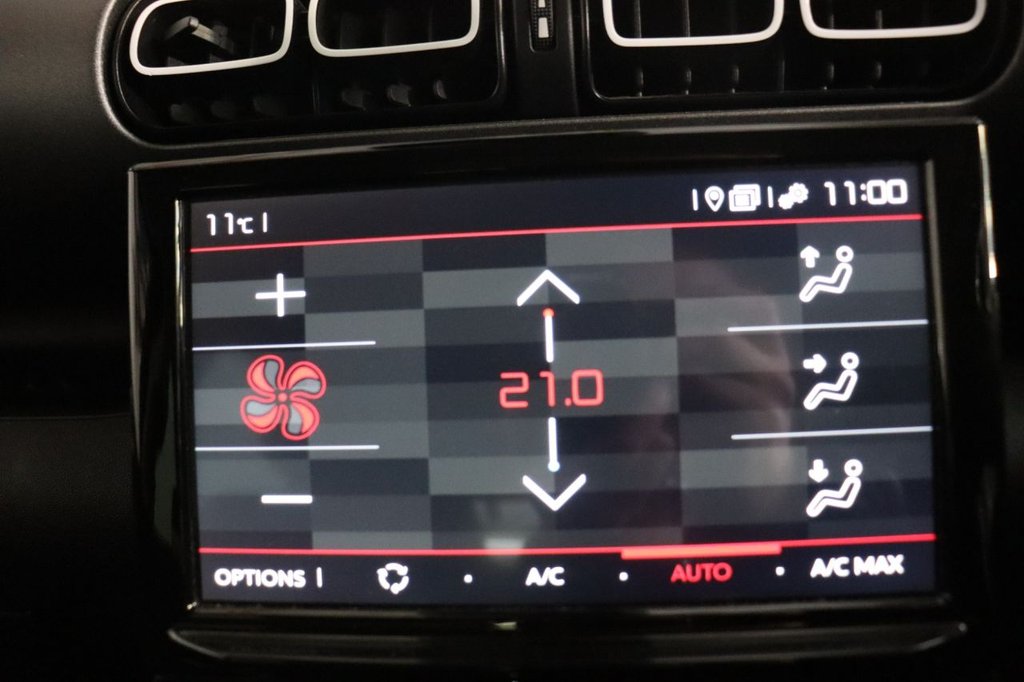 11°C 11:00
21.0
OPTIONS A/C AUTO A/C MAX